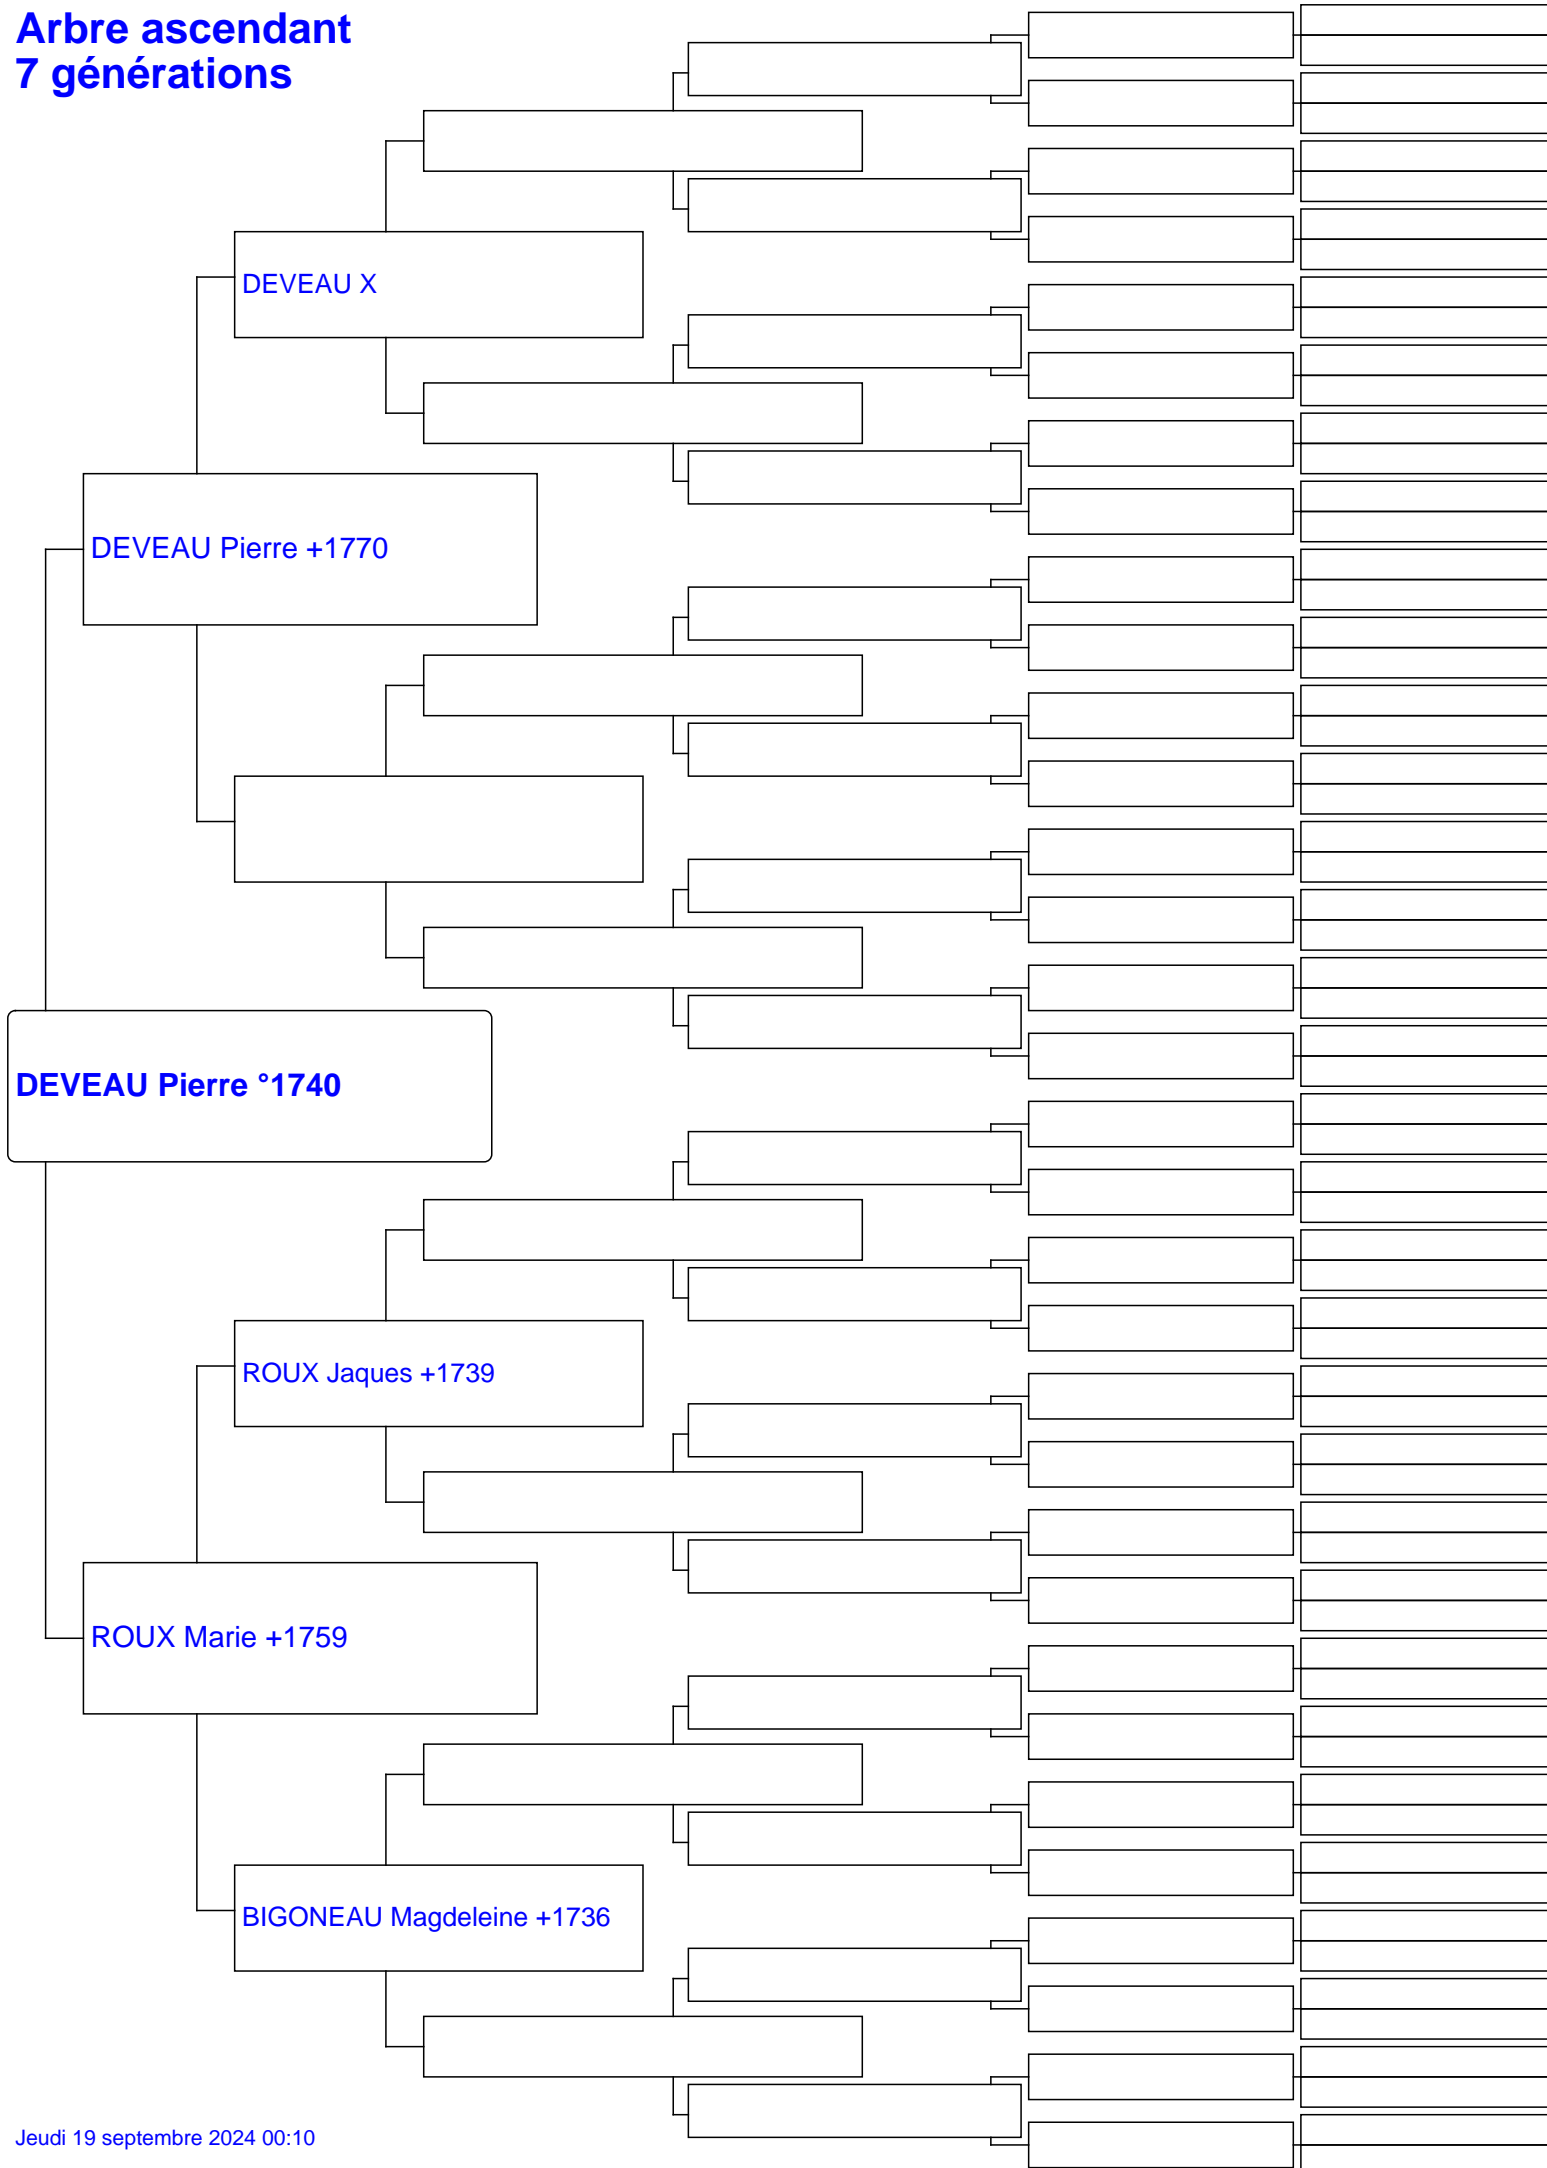 Arbre ascendant
7 générations
DEVEAU X
DEVEAU Pierre +1770
DEVEAU Pierre °1740
ROUX Jaques +1739
ROUX Marie +1759
BIGONEAU Magdeleine +1736
Jeudi 19 septembre 2024 00:10